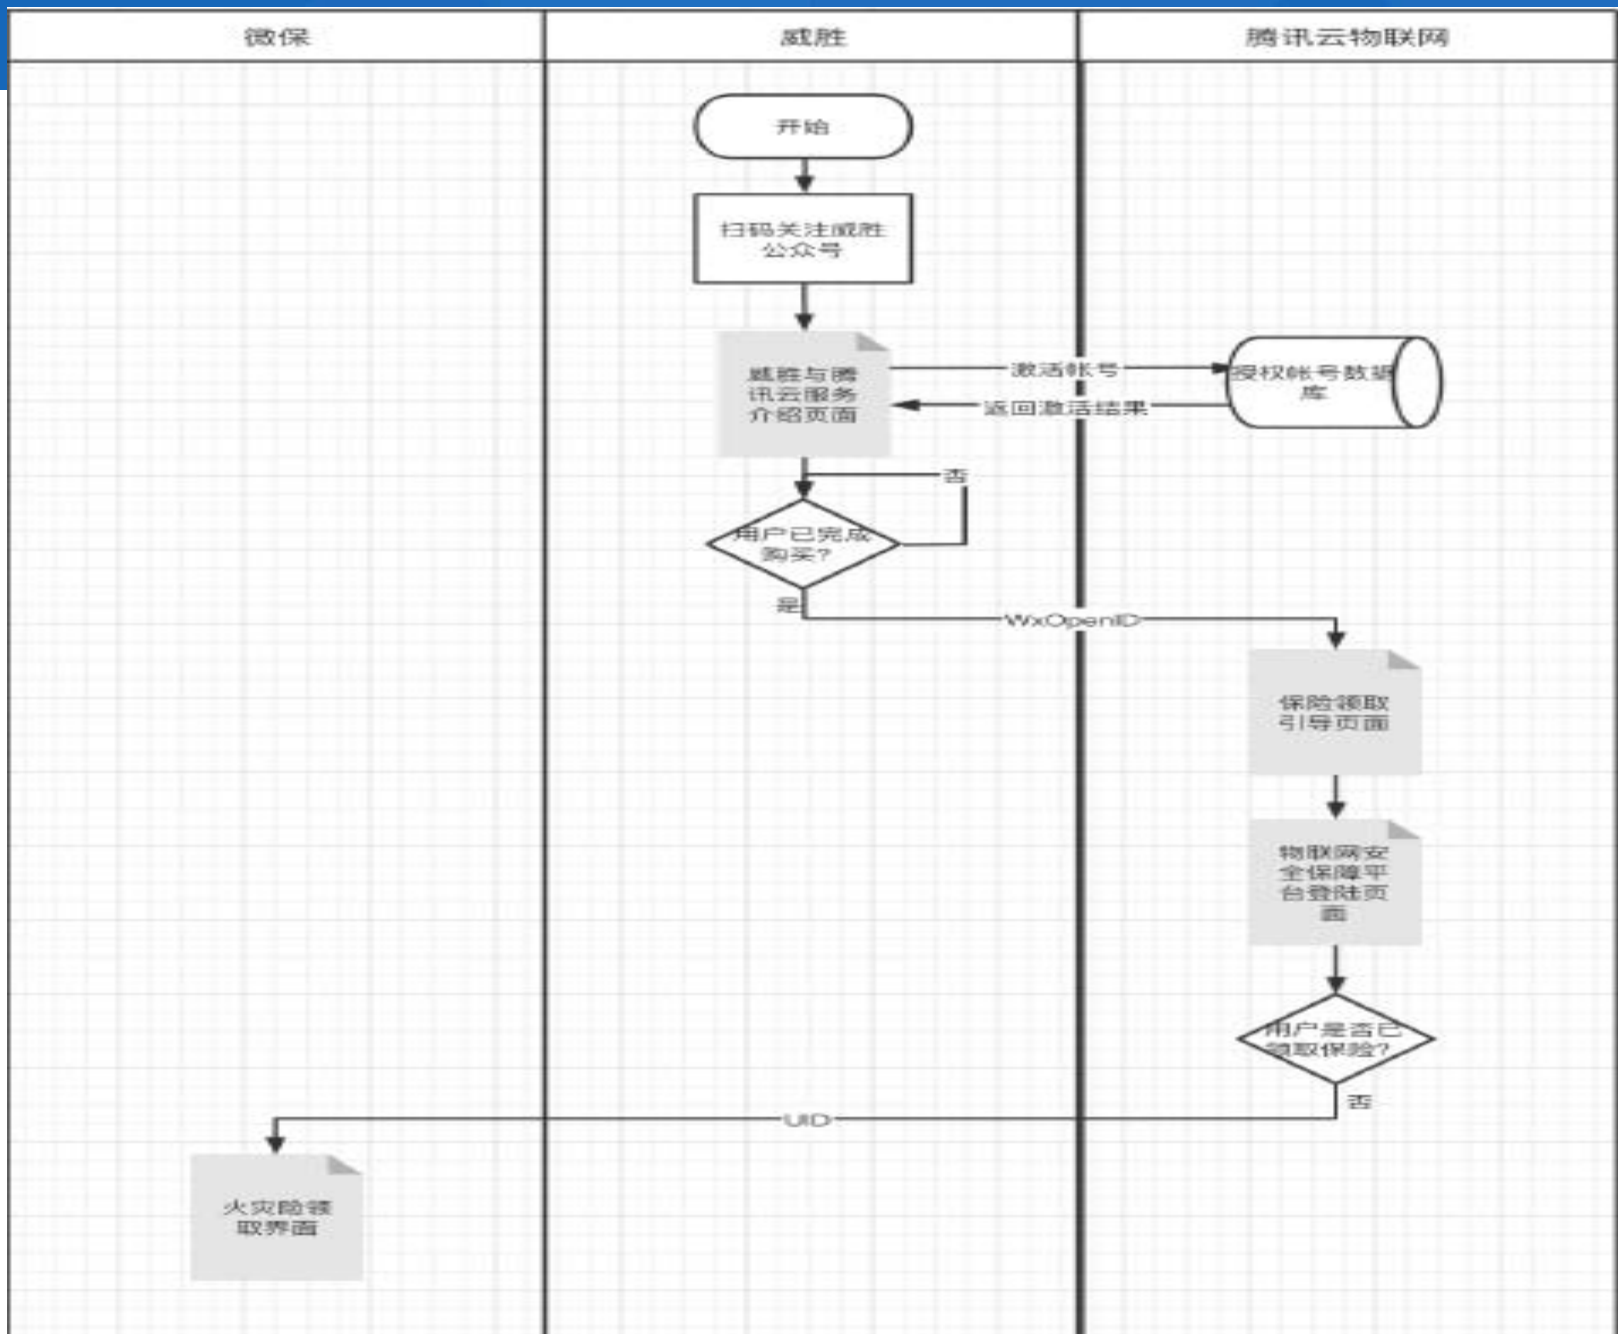 微保
威胜
腾讯云物联网
开始
扫码关注威胜
公众号
威胜与腾
讯云服务
介绍页面
激活帐号
返回激活结果
授权帐号数据
库
否
用户已完成
购买?
是
WxOpenID
保险领取
引导页面
物联网安
全保障平
台登陆页
面
用户是否已
领取保险?
否
UID
火灾险领
取界面